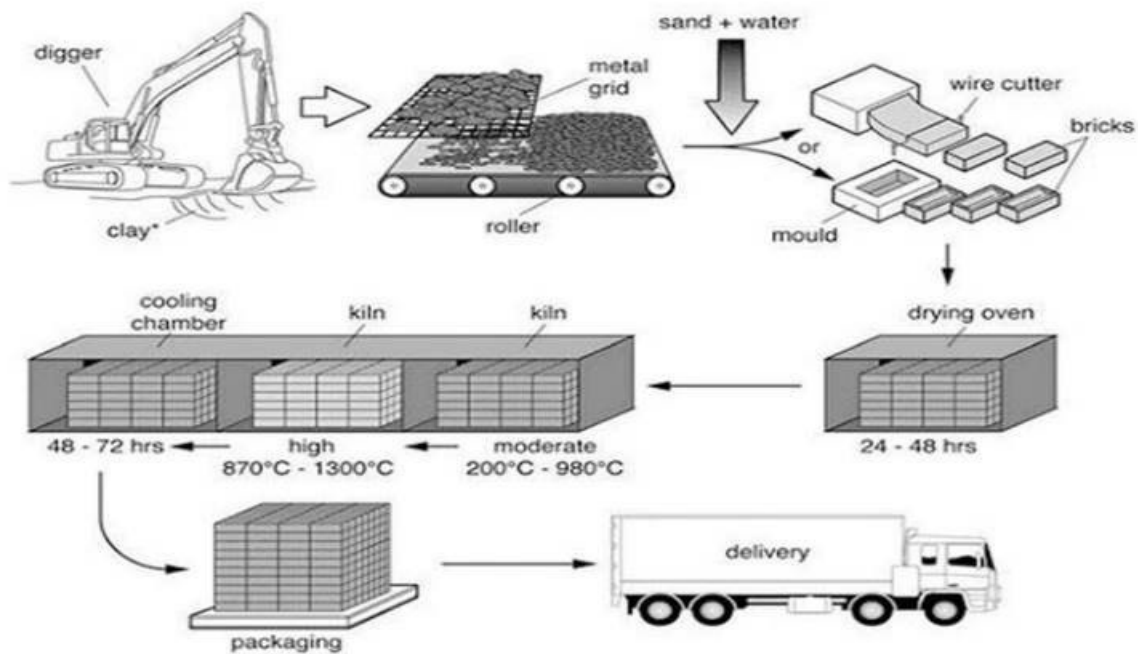 digger
clay*
metal
grid
roller
sand + water
or
wire cutter
bricks
mould
drying oven
24 - 48 hrs
kiln
moderate
200°C - 980°C
kiln
high
870°C - 1300°C
cooling
chamber
48 - 72 hrs
packaging
delivery